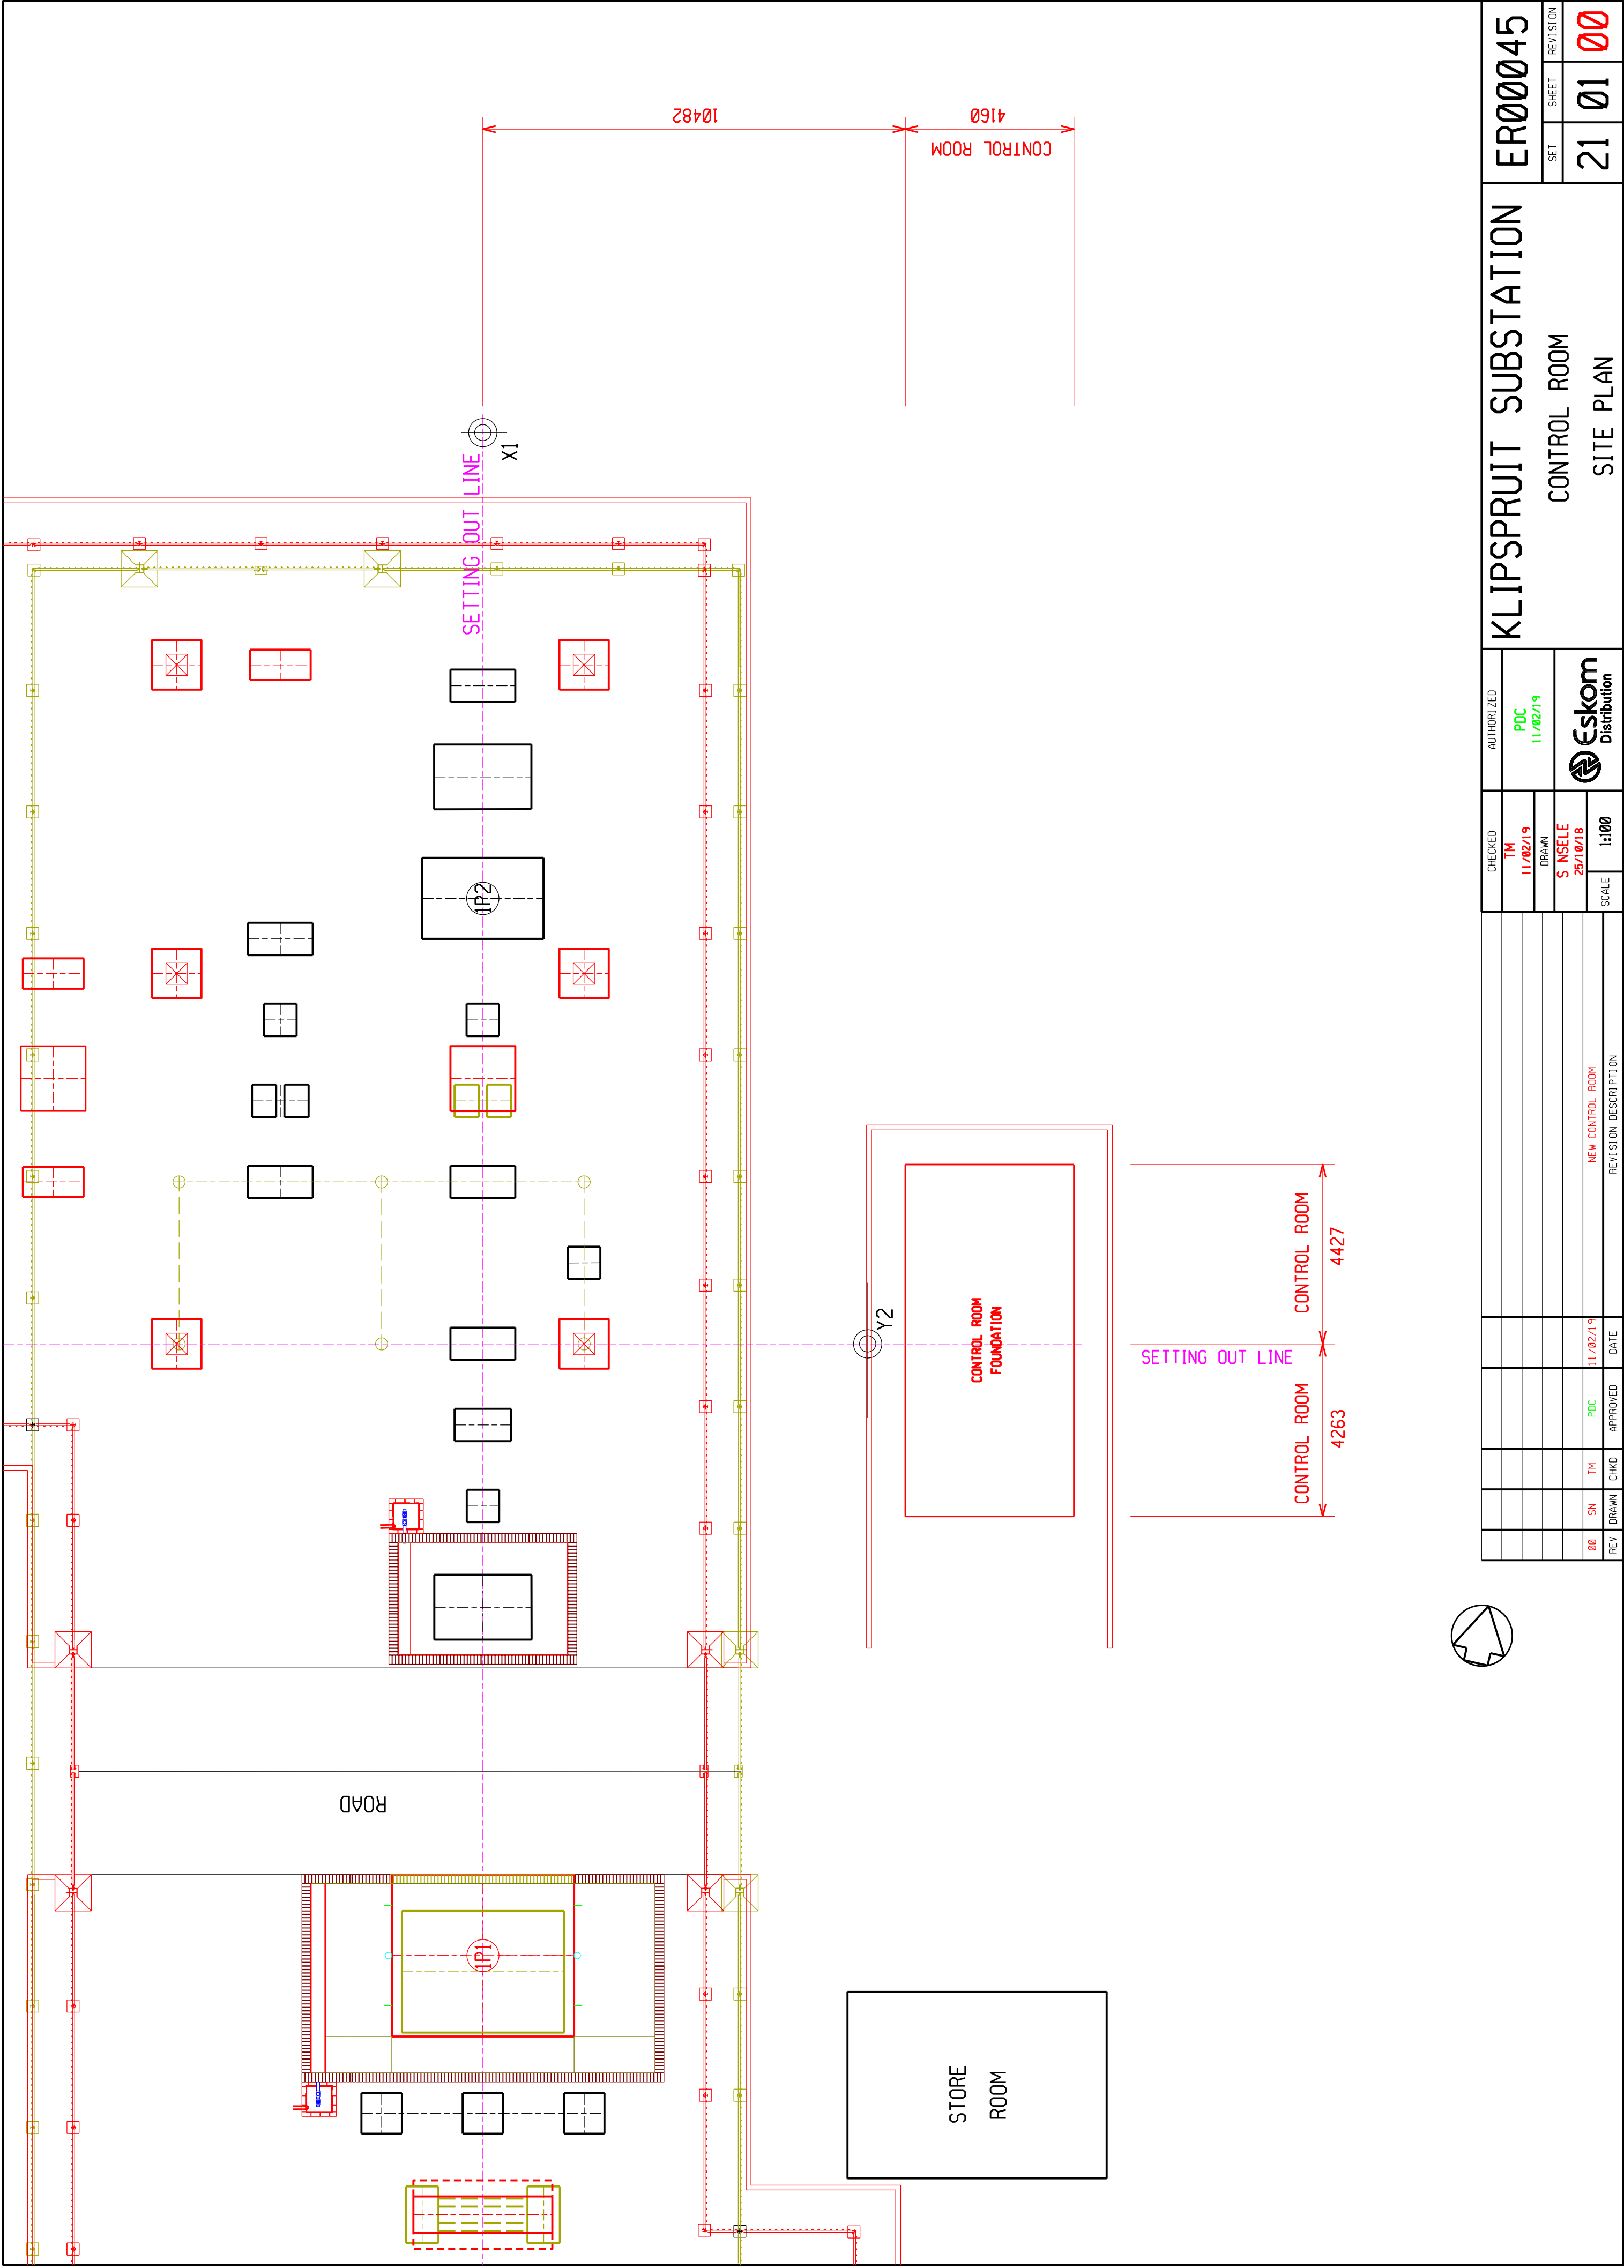 10482
4160
CONTROL ROOM
X1
SETTING OUT LINE
1P2
Y2
CONTROL ROOM
FOUNDATION
SETTING OUT LINE
CONTROL ROOM
4427
CONTROL ROOM
4263
ROAD
1P1
STORE
ROOM
KLIPSPRUIT SUBSTATION
CONTROL ROOM
SITE PLAN
ER00045
SET
SHEET
REVISION
21
01
00
AUTHORIZED
PDC
11/02/19
Eskom
Distribution
CHECKED
TM
11/02/19
DRAWN
S NSELE
25/10/18
SCALE
1:100
00 SN TM PDC 11/02/19 NEW CONTROL ROOM
REV DRAWN CHKD APPROVED DATE REVISION DESCRIPTION